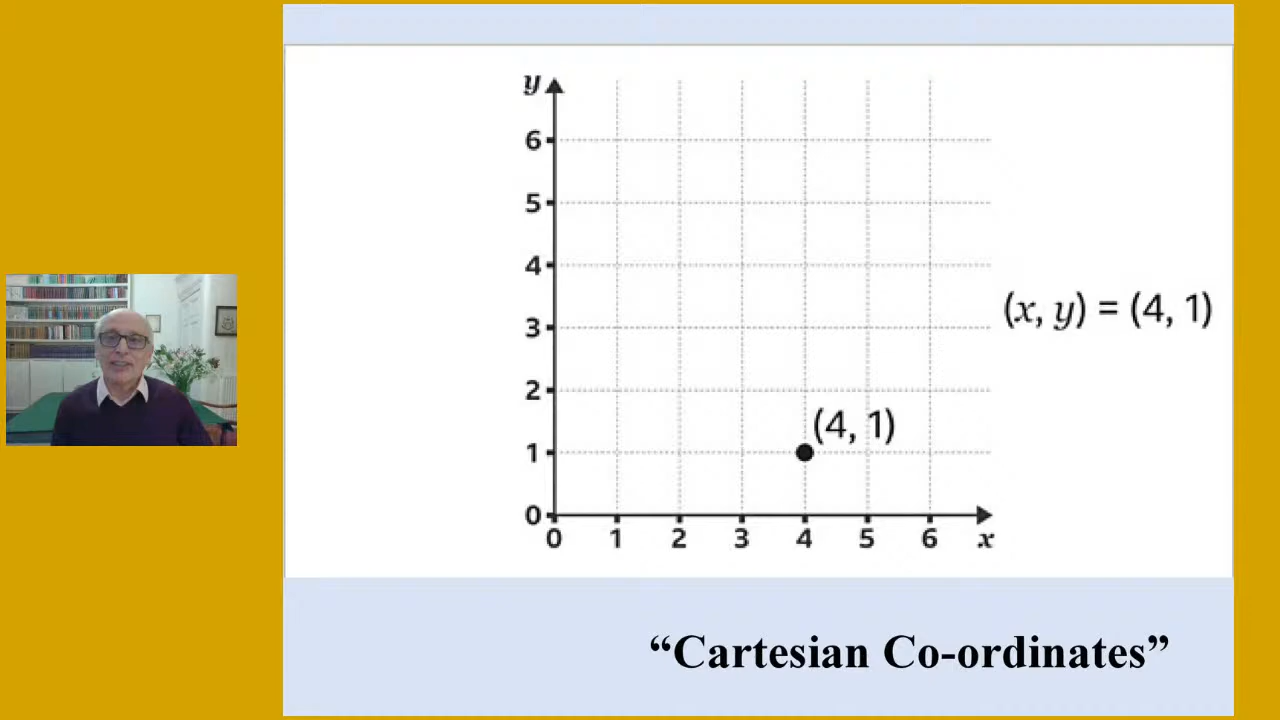 y
6
5
4
3
2
1
0
(4, 1)
0 1 2 3 4 5 6 x
(x, y) = (4, 1)
“Cartesian Co-ordinates”